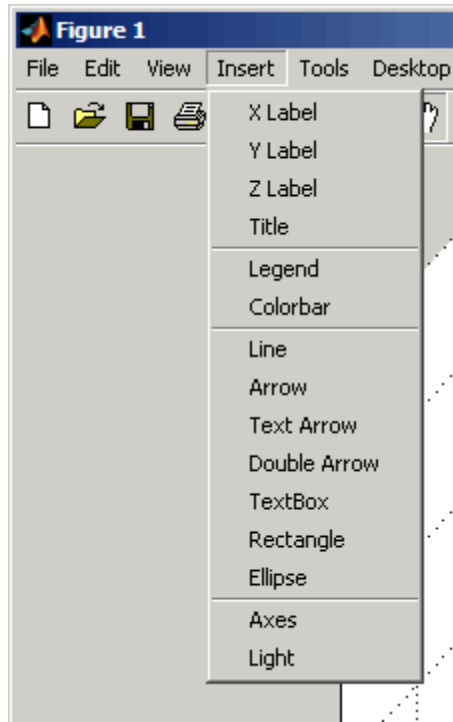 Figure 1
File Edit View Insert Tools Desktop
X Label
Y Label
Z Label
Title
Legend
Colorbar
Line
Arrow
Text Arrow
Double Arrow
TextBox
Rectangle
Ellipse
Axes
Light